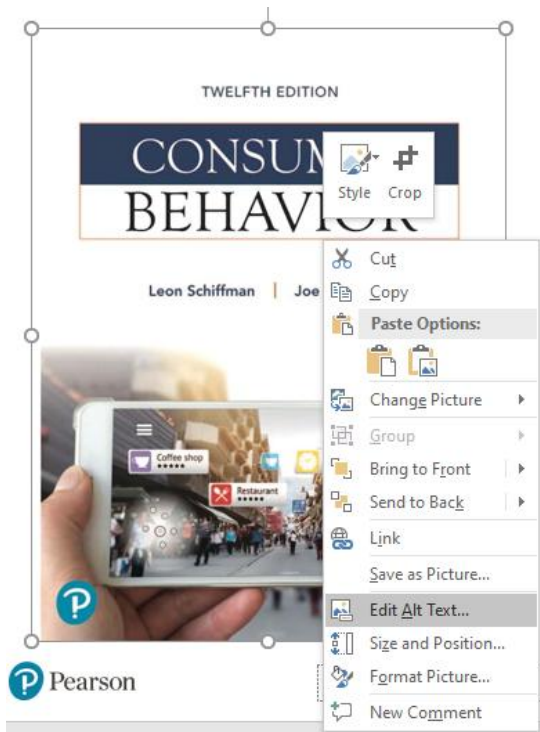 TWELFTH EDITION
CONSUM
BEHAVIOR
Style Crop
Leon Schiffman | Joe
Cut
Copy
Paste Options:
Change Picture
Group
Bring to Front
Send to Back
Link
Save as Picture...
Edit Alt Text...
Size and Position...
Format Picture...
New Comment
Coffee shop
Restaurant
Pearson